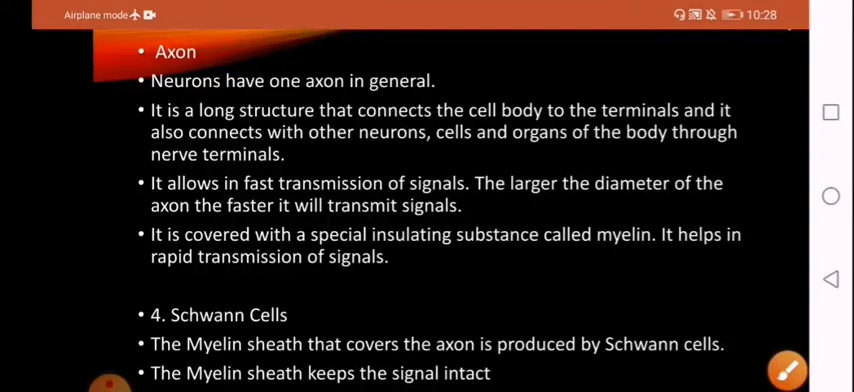 Airplane mode
10:28
• Axon
• Neurons have one axon in general.
• It is a long structure that connects the cell body to the terminals and it
also connects with other neurons, cells and organs of the body through
nerve terminals.
• It allows in fast transmission of signals. The larger the diameter of the
axon the faster it will transmit signals.
• It is covered with a special insulating substance called myelin. It helps in
rapid transmission of signals.
• 4. Schwann Cells
• The Myelin sheath that covers the axon is produced by Schwann cells.
• The Myelin sheath keeps the signal intact